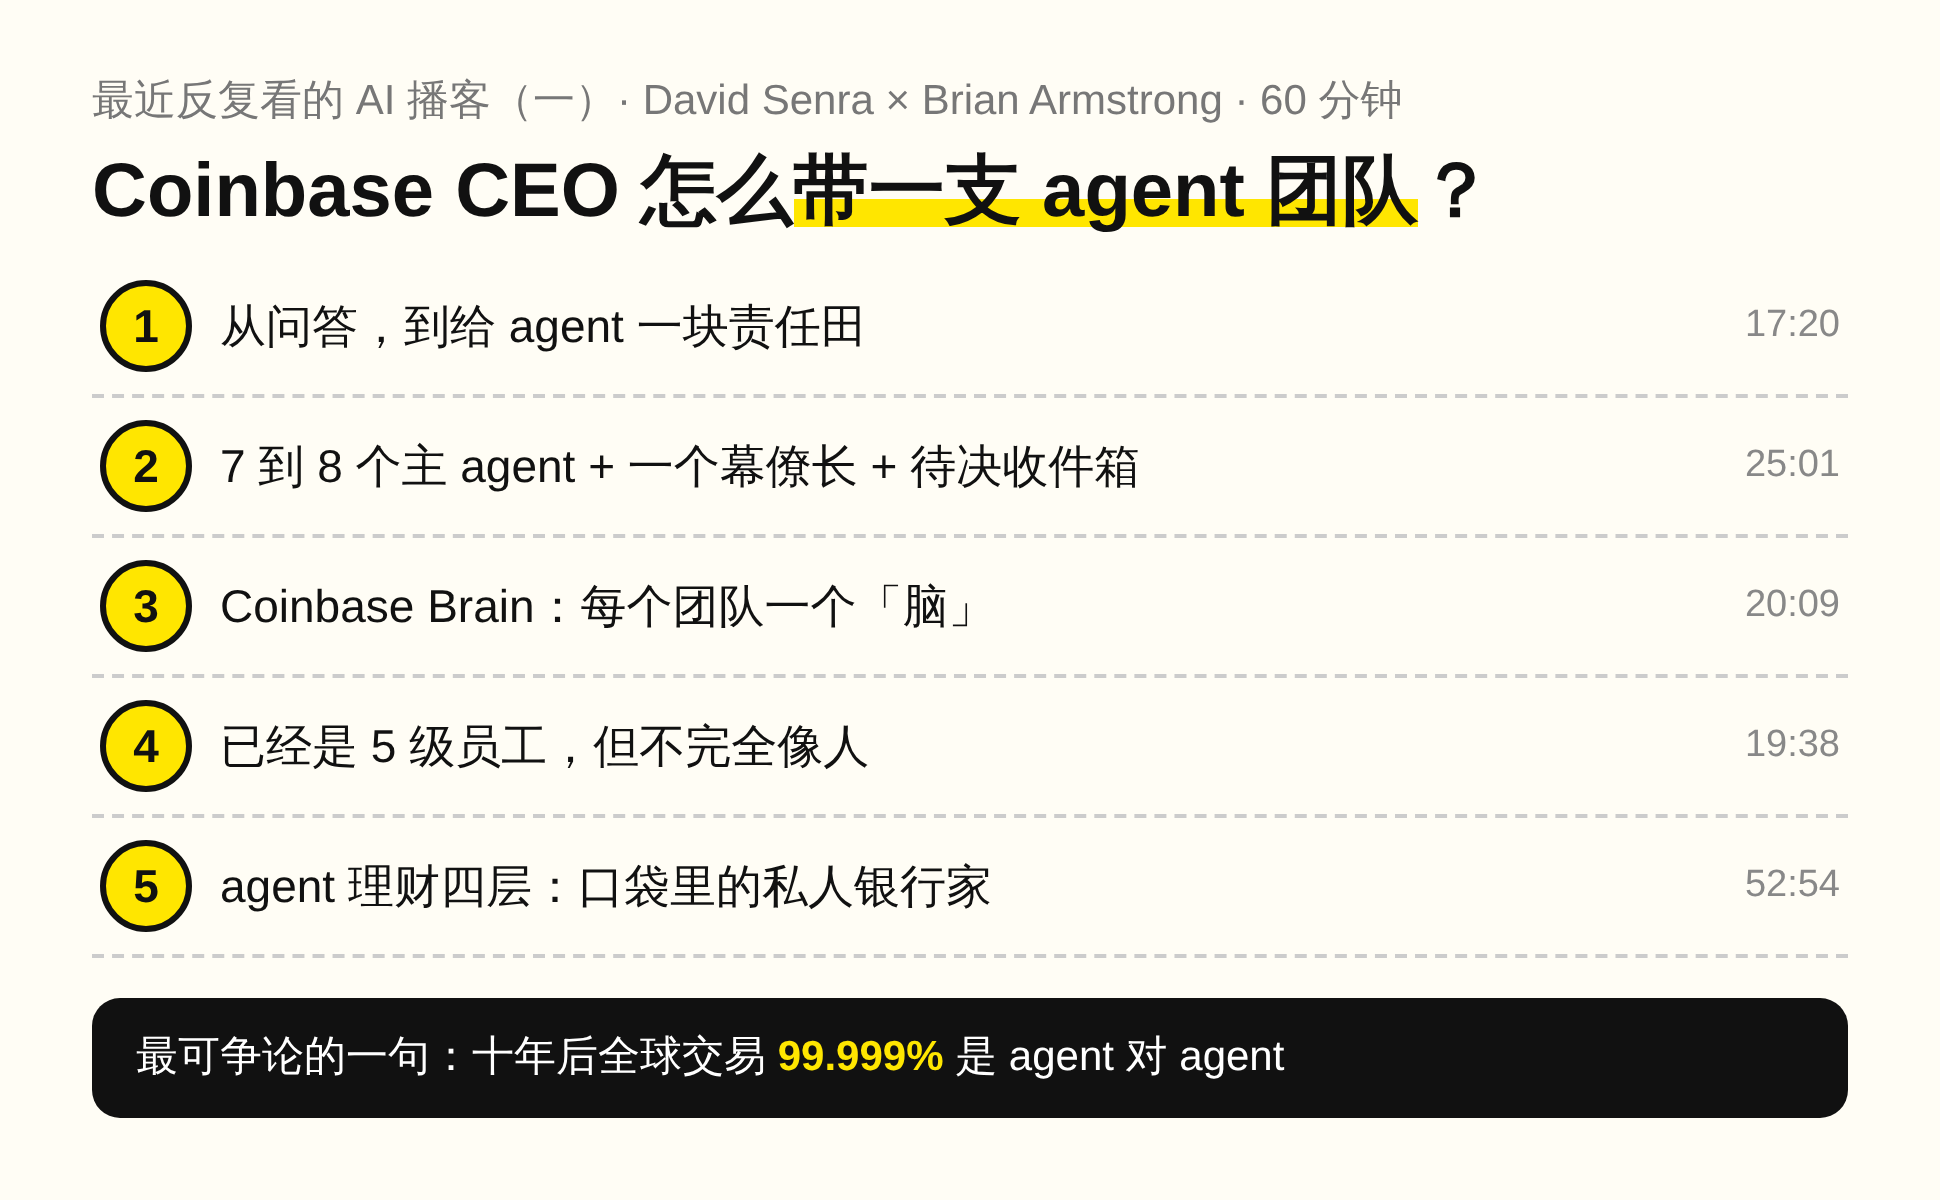 最近反复看的 AI 播客（一）· David Senra × Brian Armstrong · 60 分钟
Coinbase CEO 怎么带一支 agent 团队？
1 从问答，到给 agent 一块责任田 17:20
2 7 到 8 个主 agent + 一个幕僚长 + 待决收件箱 25:01
3 Coinbase Brain：每个团队一个「脑」 20:09
4 已经是 5 级员工，但不完全像人 19:38
5 agent 理财四层：口袋里的私人银行家 52:54
最可争论的一句：十年后全球交易 99.999% 是 agent 对 agent